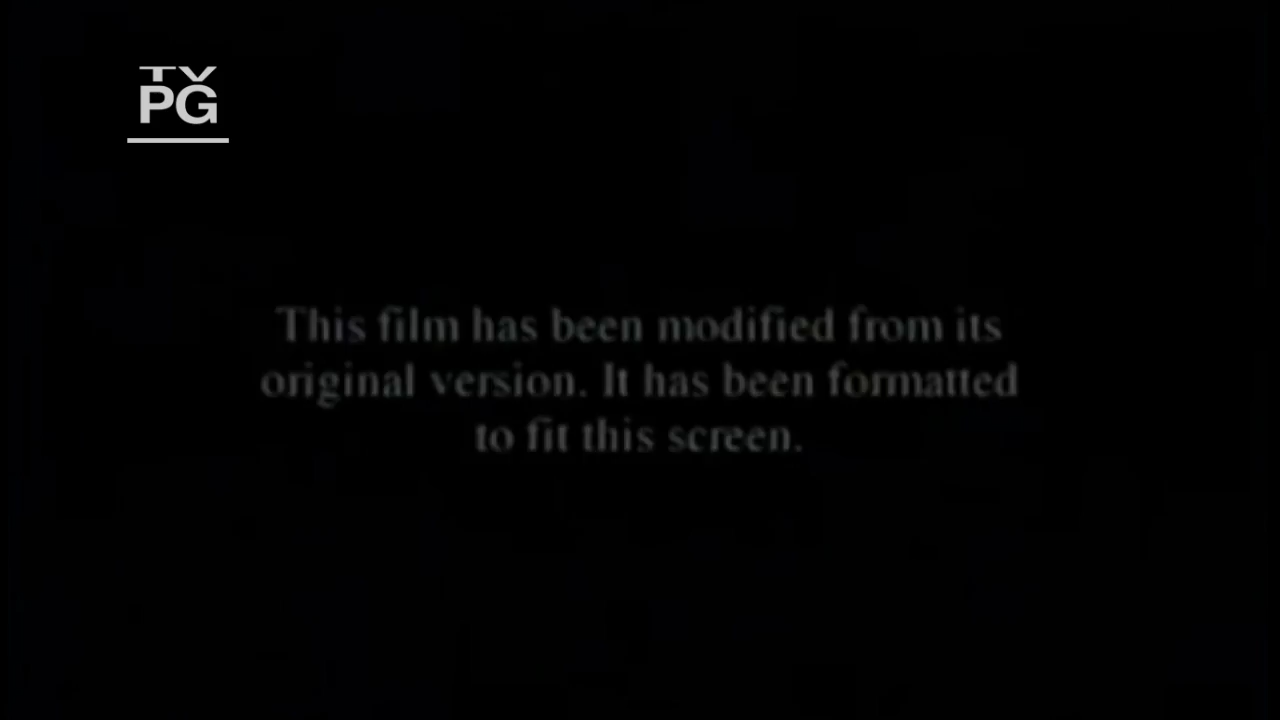 TV
PG
This film has been modified from its
original version. It has been formatted
to fit this screen.